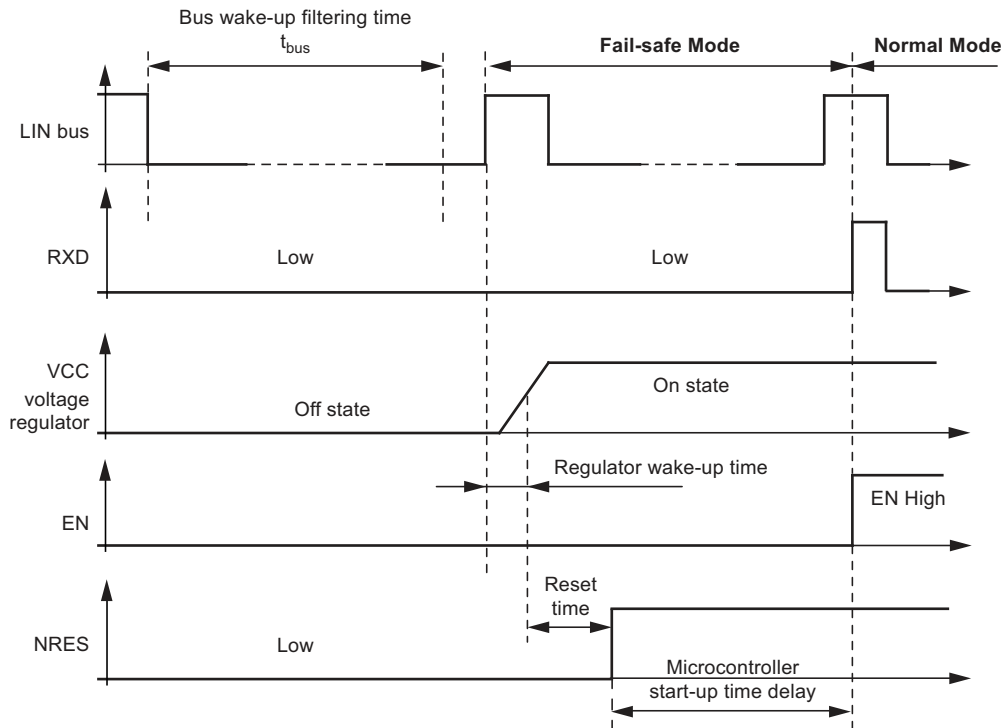 Bus wake-up filtering time
t_bus
Fail-safe Mode
Normal Mode
LIN bus
RXD
Low
Low
VCC
voltage
regulator
Off state
On state
Regulator wake-up time
EN
EN High
Reset
time
NRES
Low
Microcontroller
start-up time delay